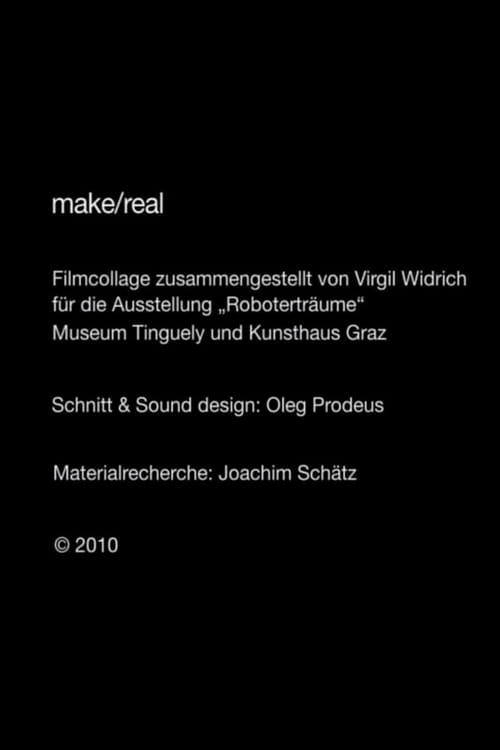 make/real
Filmcollage zusammengestellt von Virgil Widrich
für die Ausstellung „Roboterträume“
Museum Tinguely und Kunsthaus Graz
Schnitt & Sound design: Oleg Prodeus
Materialrecherche: Joachim Schätz
© 2010